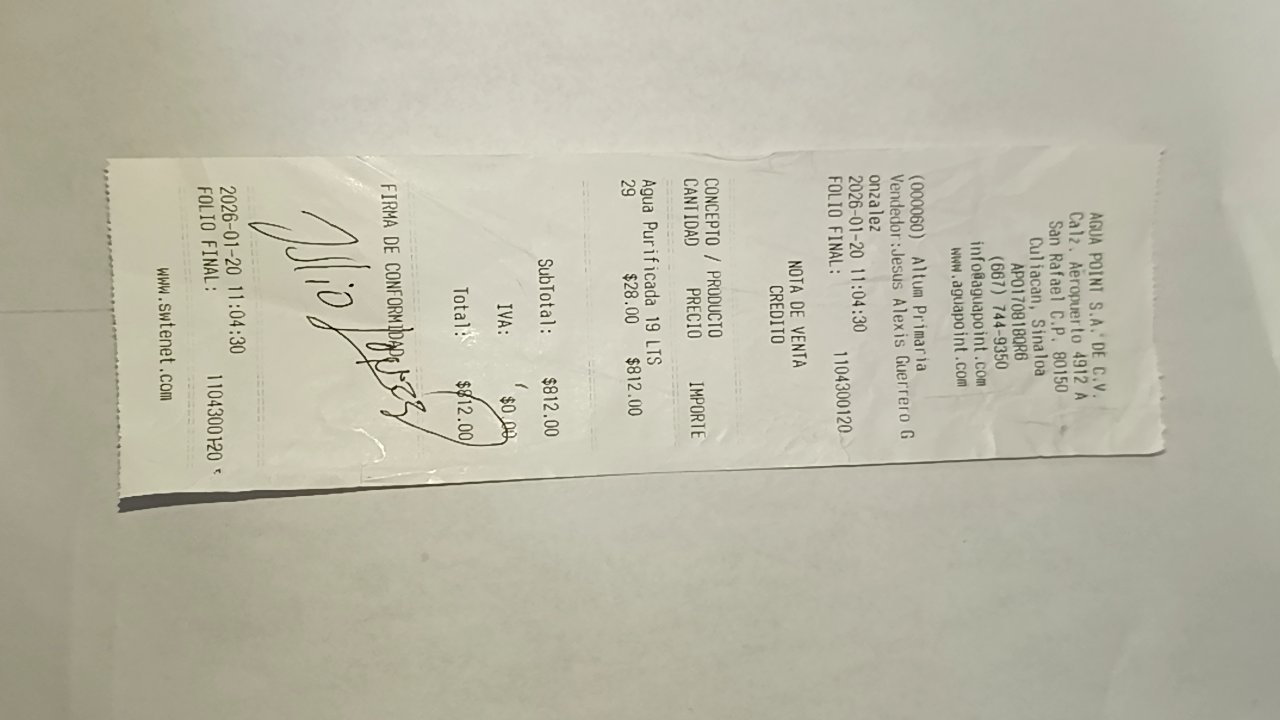 AGUA POINT S.A. DE C.V.
Calz. Aeropuerto 4912 A
San Rafael C.P. 80150
Culiacan, Sinaloa
APO170818QR6
(667) 744-9350
info@aguapoint.com
www.aguapoint.com
(000060) Altum Primaria
Vendedor:Jesus Alexis Guerrero G
onzalez
2026-01-20 11:04:30
FOLIO FINAL: 1104300120
NOTA DE VENTA
CREDITO
CONCEPTO / PRODUCTO
CANTIDAD PRECIO IMPORTE
Agua Purificada 19 LTS
29 $28.00 $812.00
SubTotal: $812.00
IVA: $0.00
Total: $812.00
FIRMA DE CONFORMIDAD
Julio
2026-01-20 11:04:30
FOLIO FINAL: 1104300120
www.swtenet.com